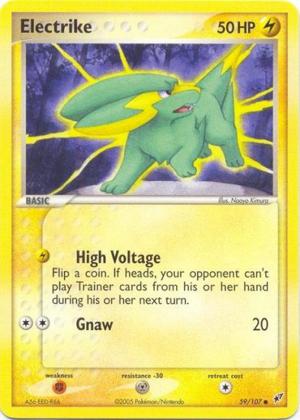 Electrike 50 HP
Illus. Naoyo Kimura
BASIC
High Voltage
Flip a coin. If heads, your opponent can't
play Trainer cards from his or her hand
during his or her next turn.
Gnaw 20
weakness resistance -30 retreat cost
©2005 Pokémon/Nintendo 59/107